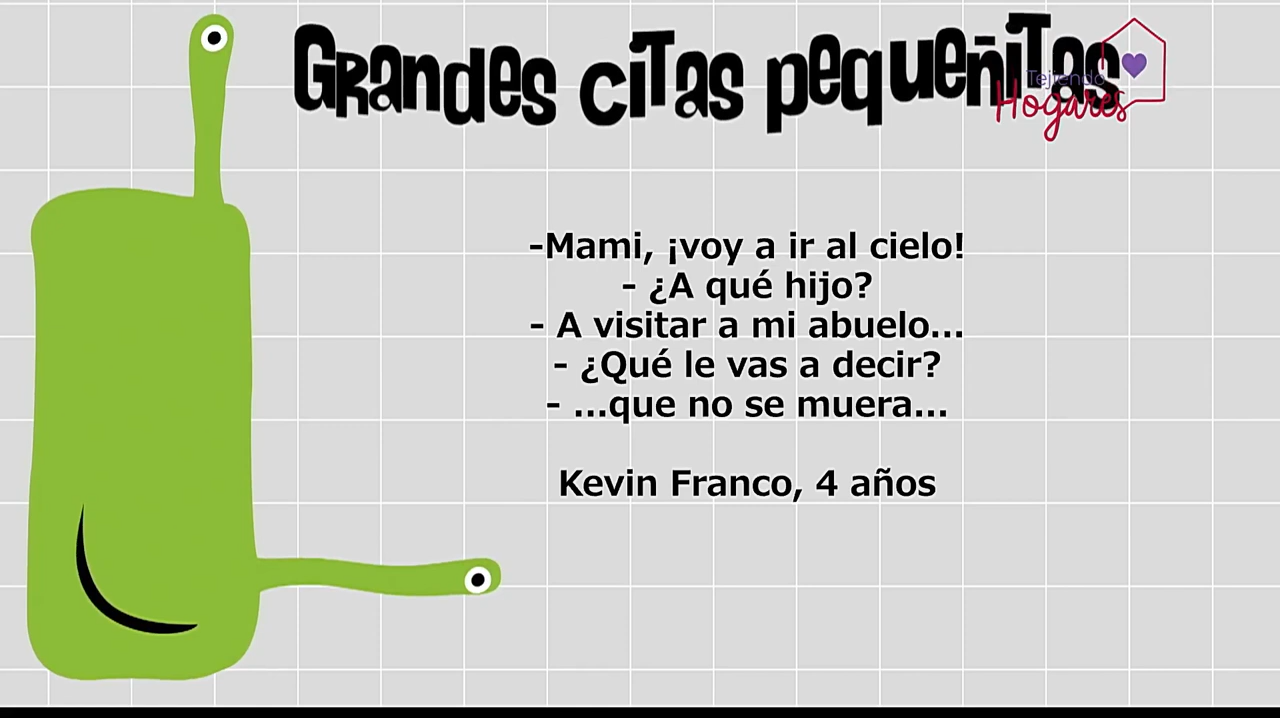 Grandes citas pequeñitas
Tejiendo
Hogares
-Mami, ¡voy a ir al cielo!
- ¿A qué hijo?
- A visitar a mi abuelo...
- ¿Qué le vas a decir?
- ...que no se muera...
Kevin Franco, 4 años